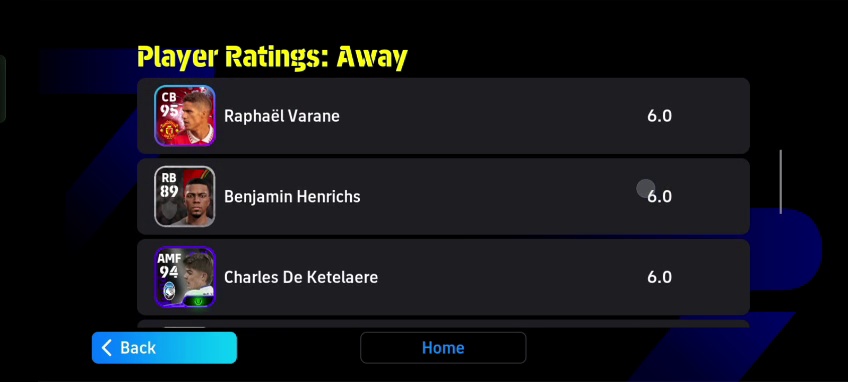 Player Ratings: Away
CB
95
Raphaël Varane
6.0
RB
89
Benjamin Henrichs
6.0
AMF
94
Charles De Ketelaere
6.0
Back
Home